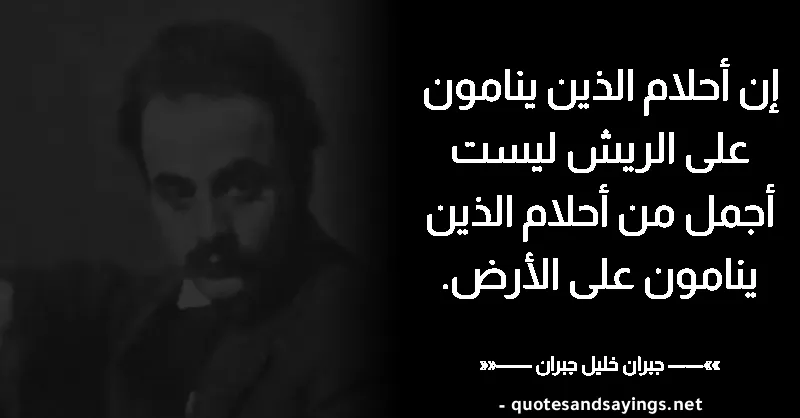 إن أحلام الذين ينامون
على الريش ليست
أجمل من أحلام الذين
ينامون على الأرض.
»»—— جبران خليل جبران ——««
- quotesandsayings.net